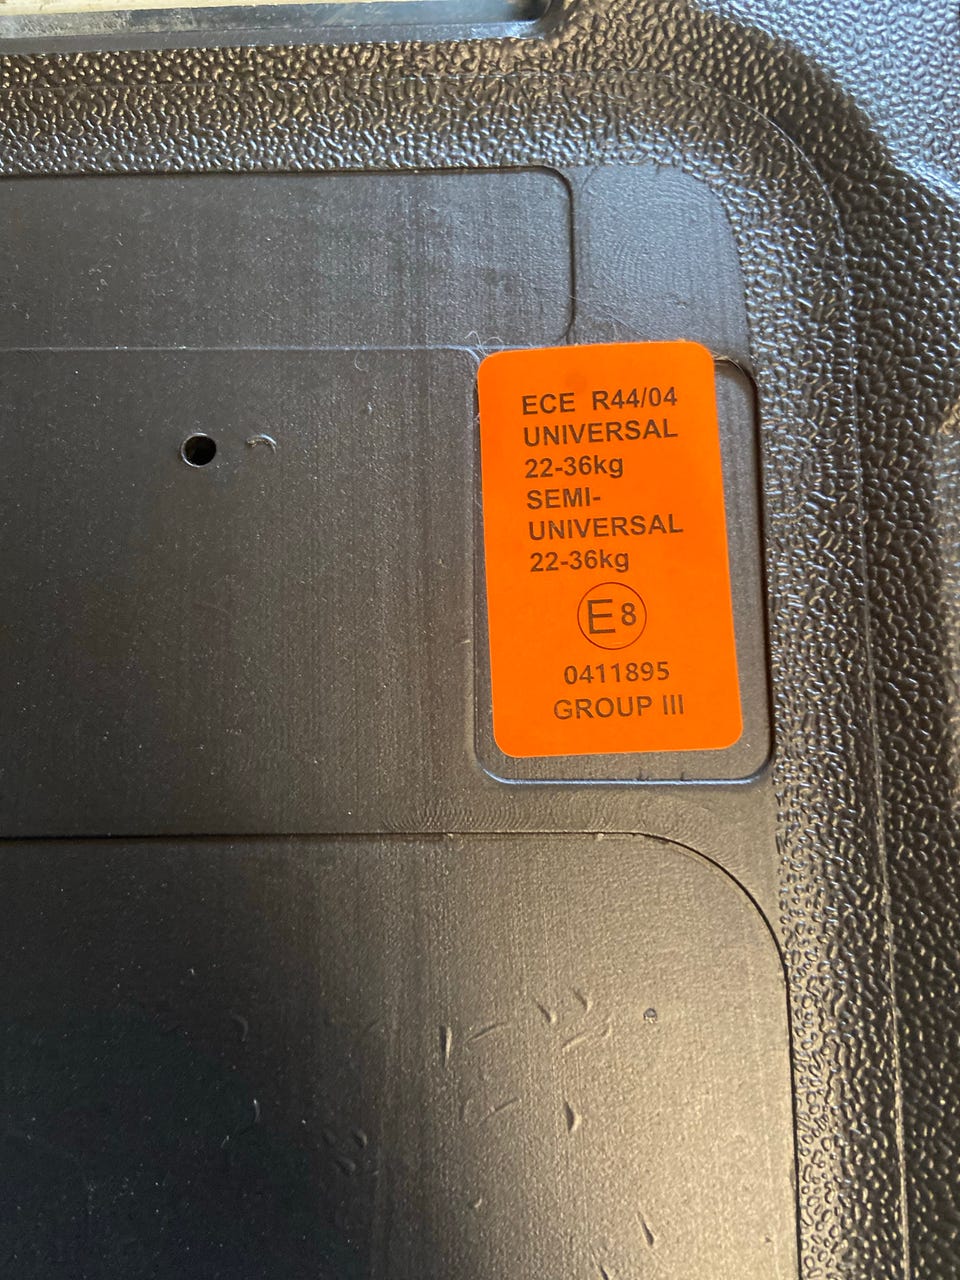 ECE R44/04
UNIVERSAL
22-36kg
SEMI-
UNIVERSAL
22-36kg
E8
0411895
GROUP III